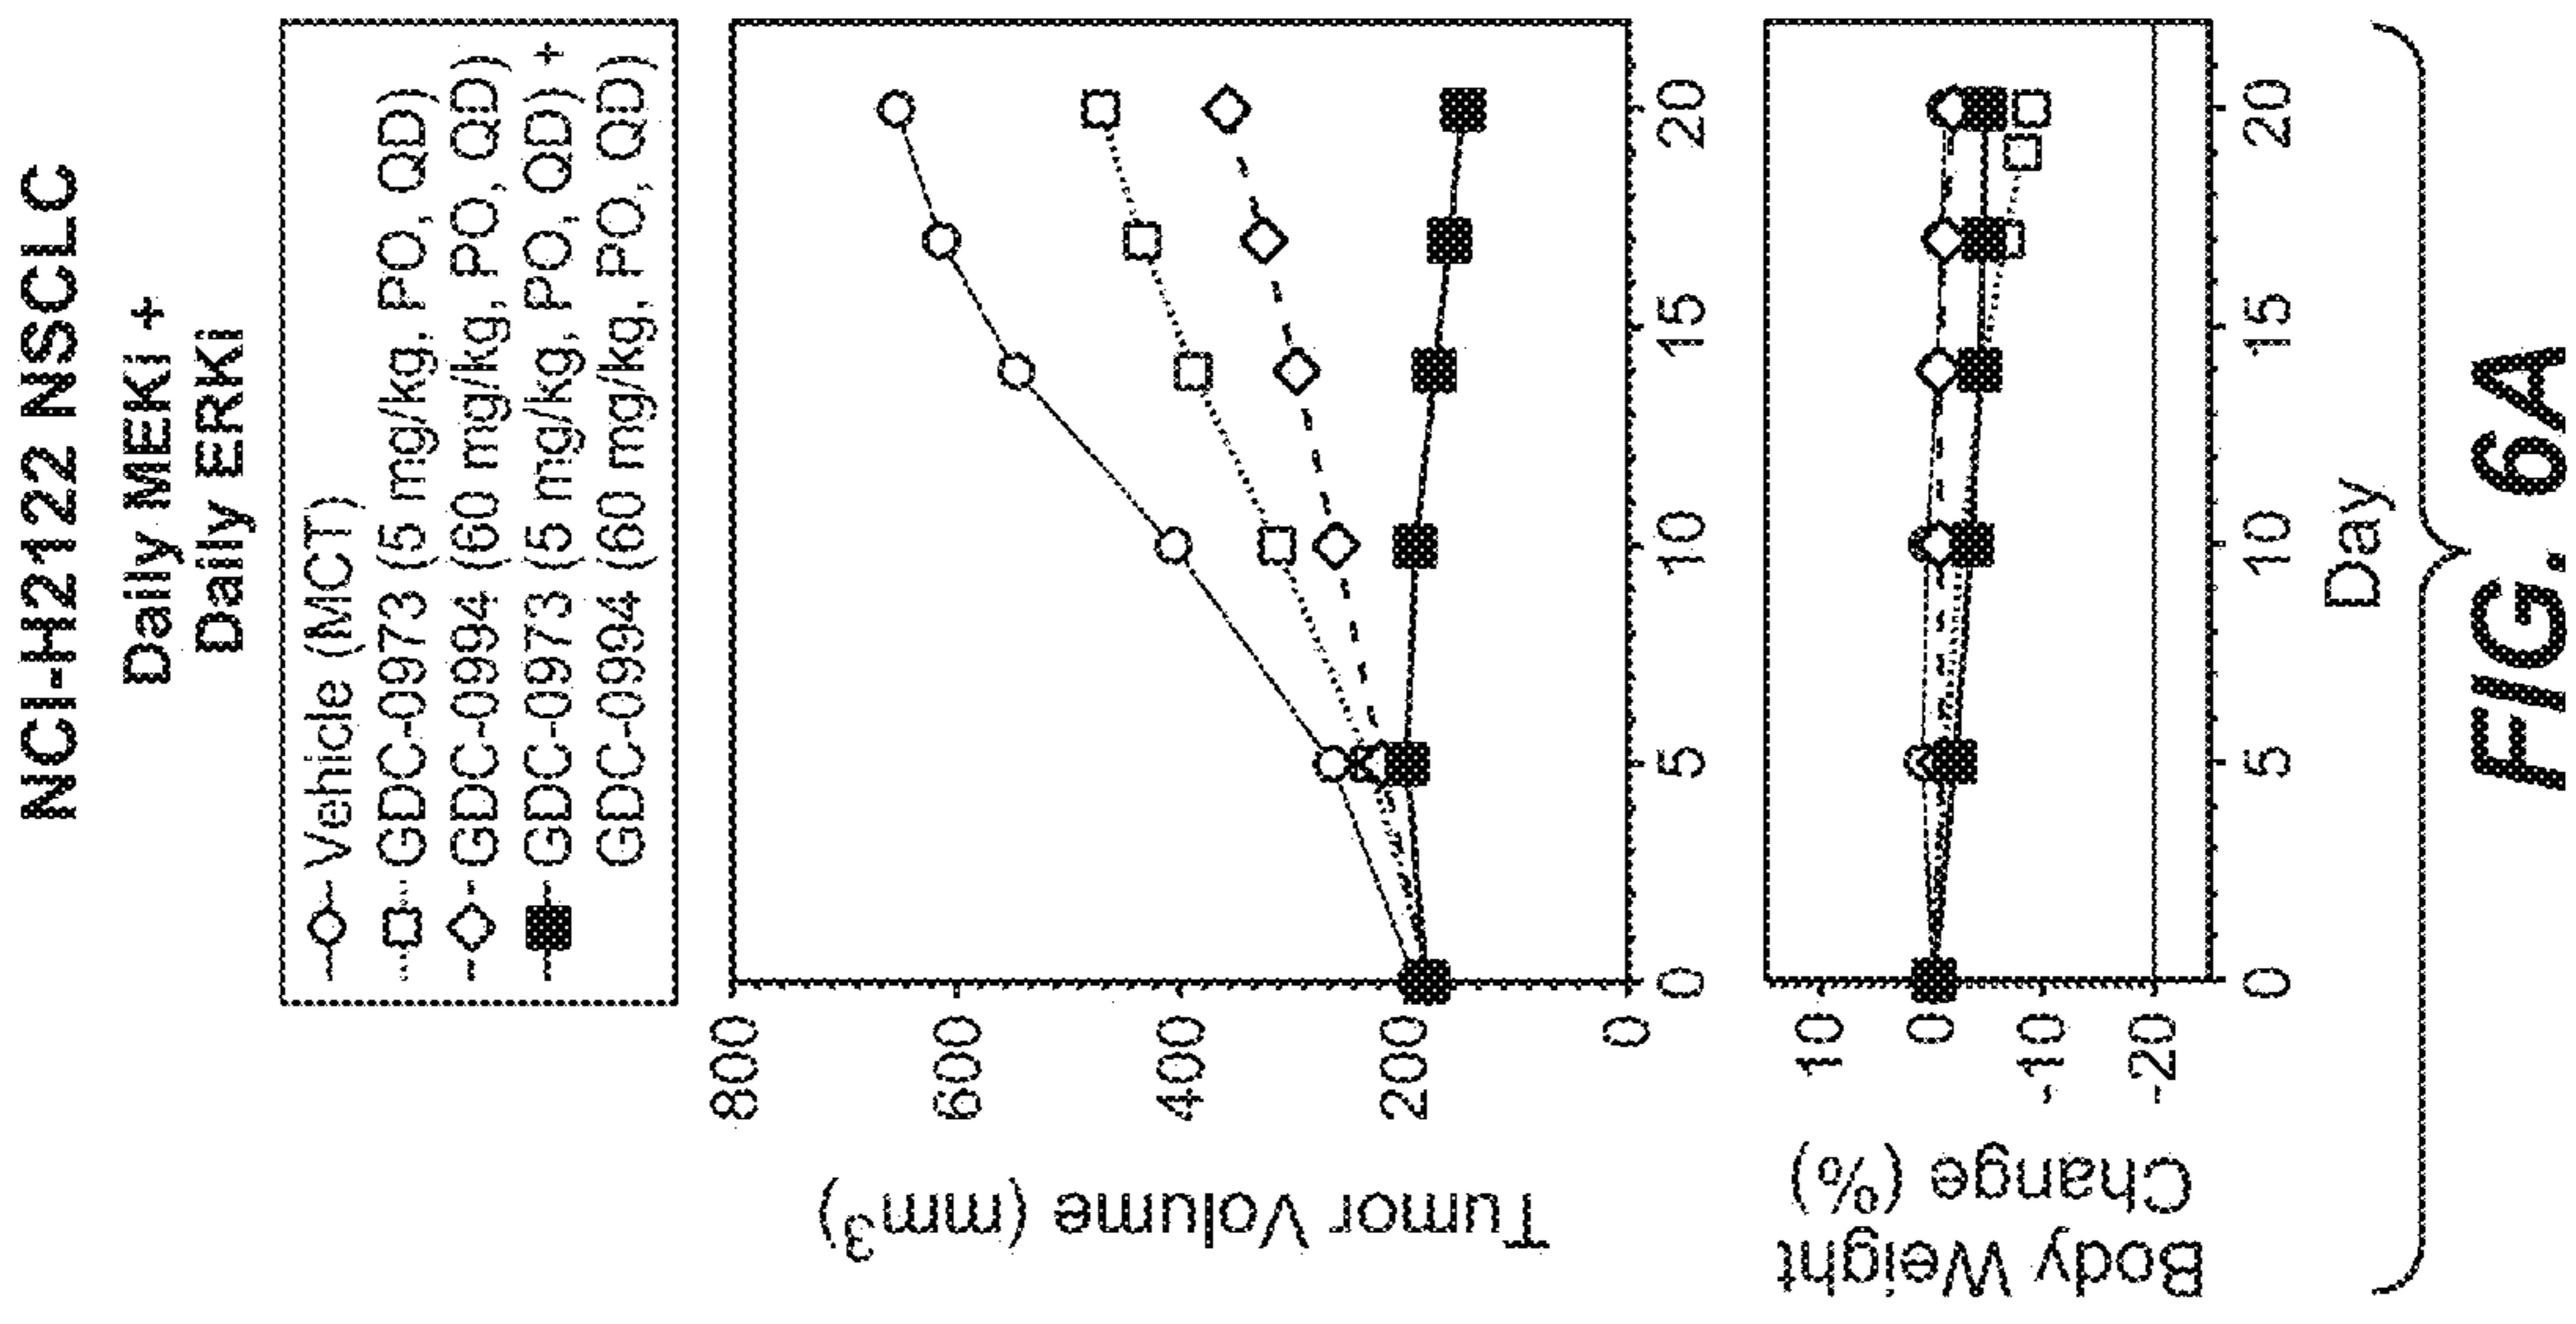 NCI-H2122 NSCLC
Daily MEKi +
Daily ERKi
Vehicle (MCT)
GDC-0973 (5 mg/kg, PO, QD)
GDC-0994 (60 mg/kg, PO, QD)
GDC-0973 (5 mg/kg, PO, QD) +
GDC-0994 (60 mg/kg, PO, QD)
Tumor Volume (mm³)
800
600
400
200
0
0 5 10 15 20
Body Weight
Change (%)
10
0
-10
-20
0 5 10 15 20
Day
FIG. 6A